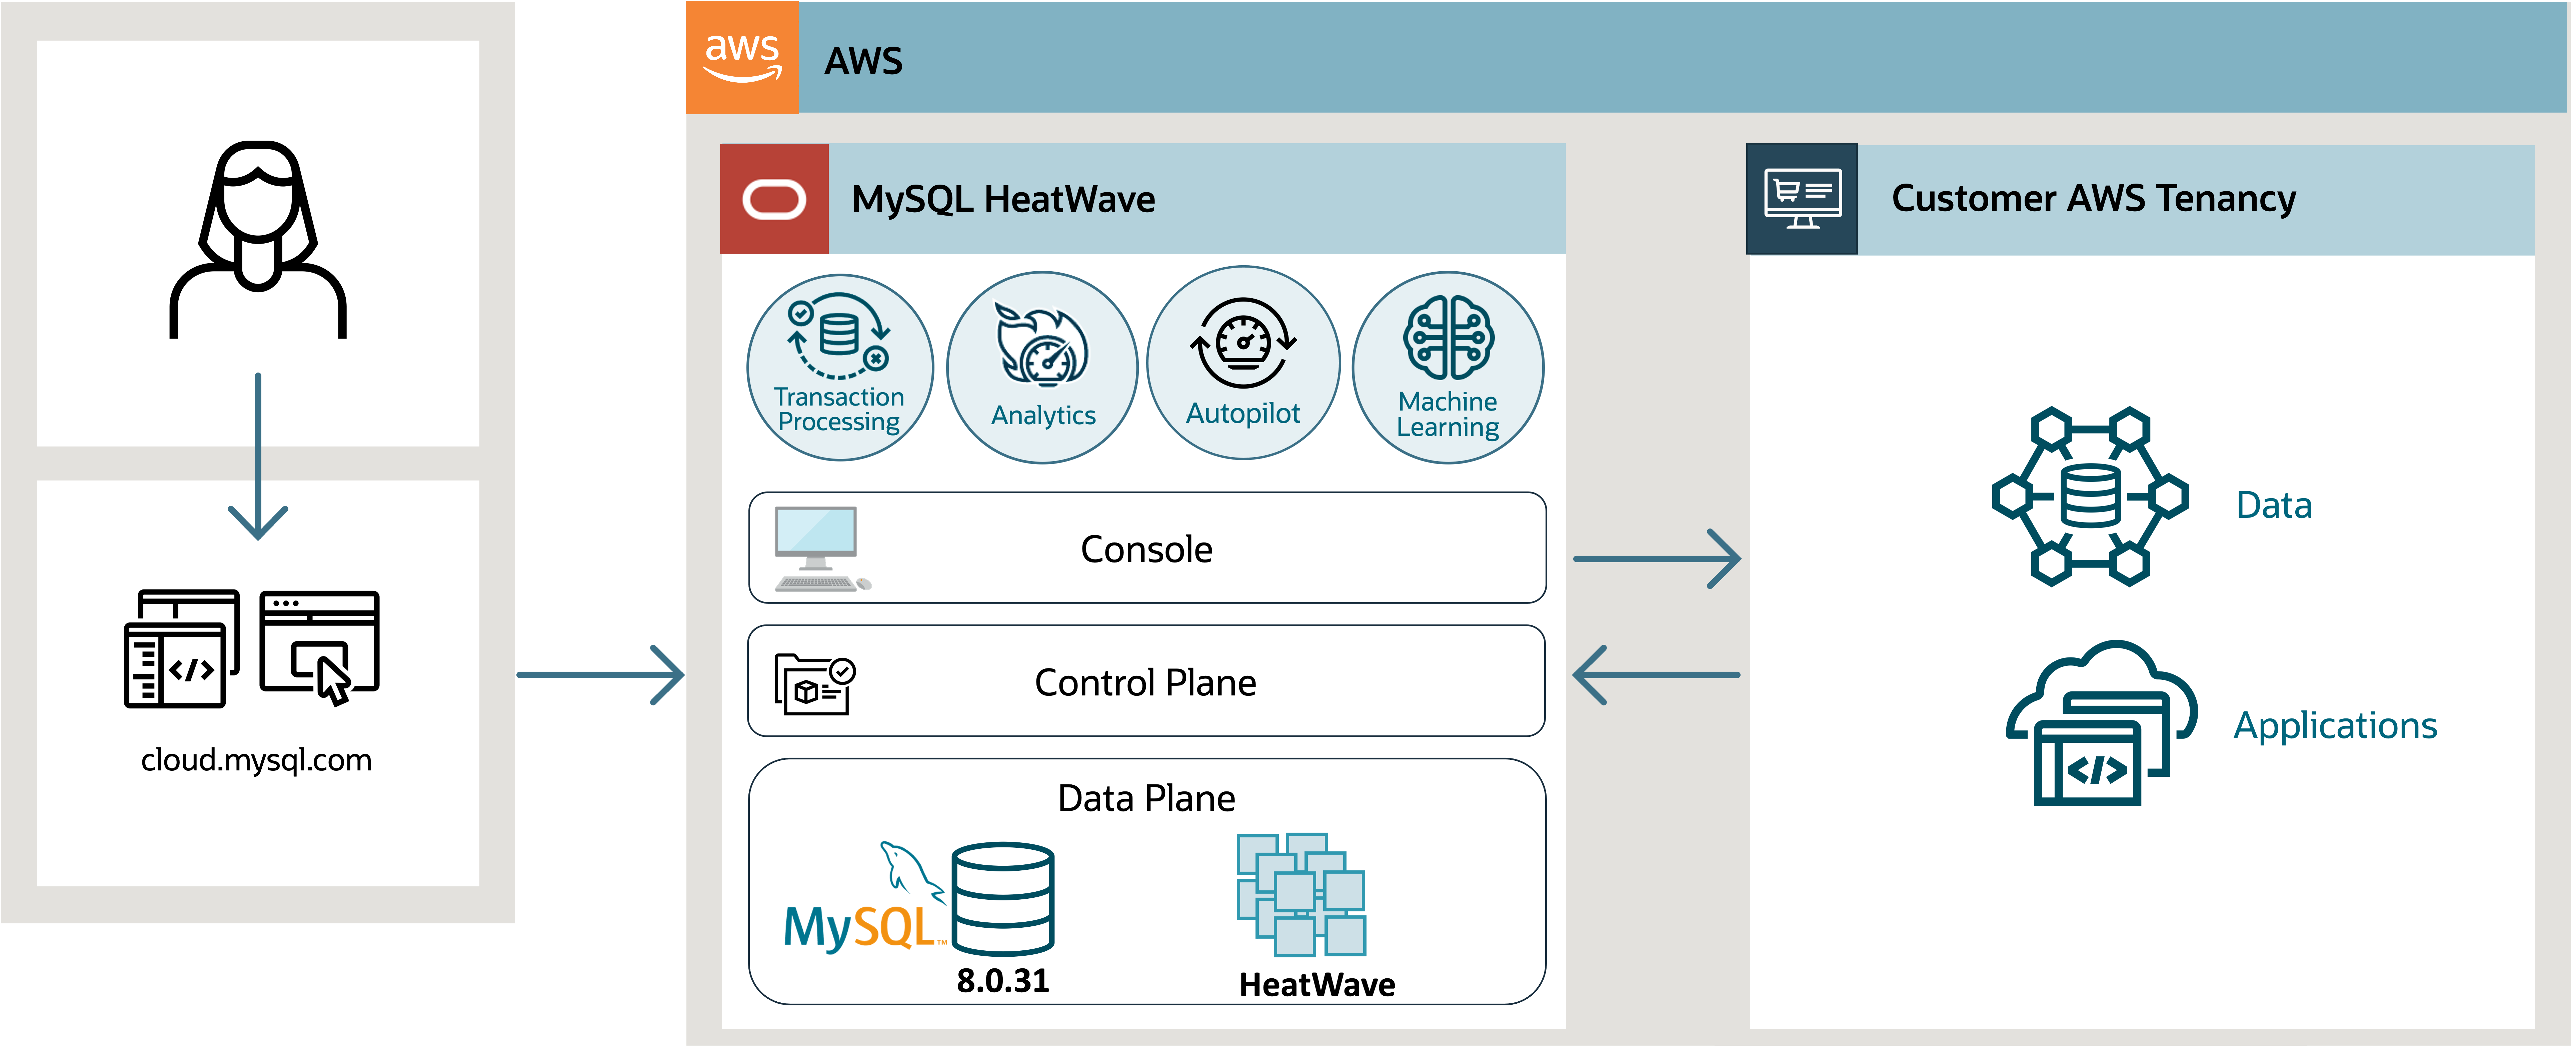 cloud.mysql.com
aws
AWS
MySQL HeatWave
Transaction
Processing
Analytics
Autopilot
Machine
Learning
Console
Control Plane
Data Plane
MySQL™
8.0.31
HeatWave
Customer AWS Tenancy
Data
Applications